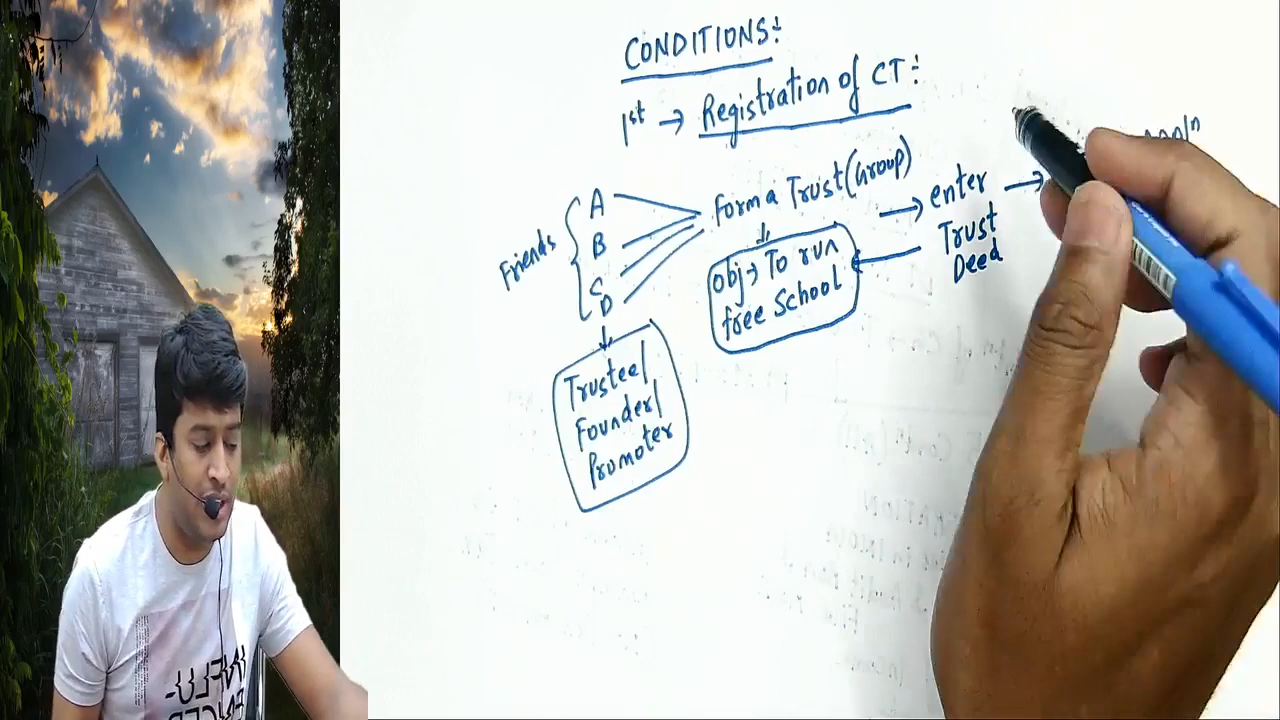 CONDITIONS:
1st → Registration of CT:
Friends
A
B
C
D
Form a Trust (Group)
→ enter
Trust
Deed
→
obj → To run
free School
Trustee/
Founder/
Promoter